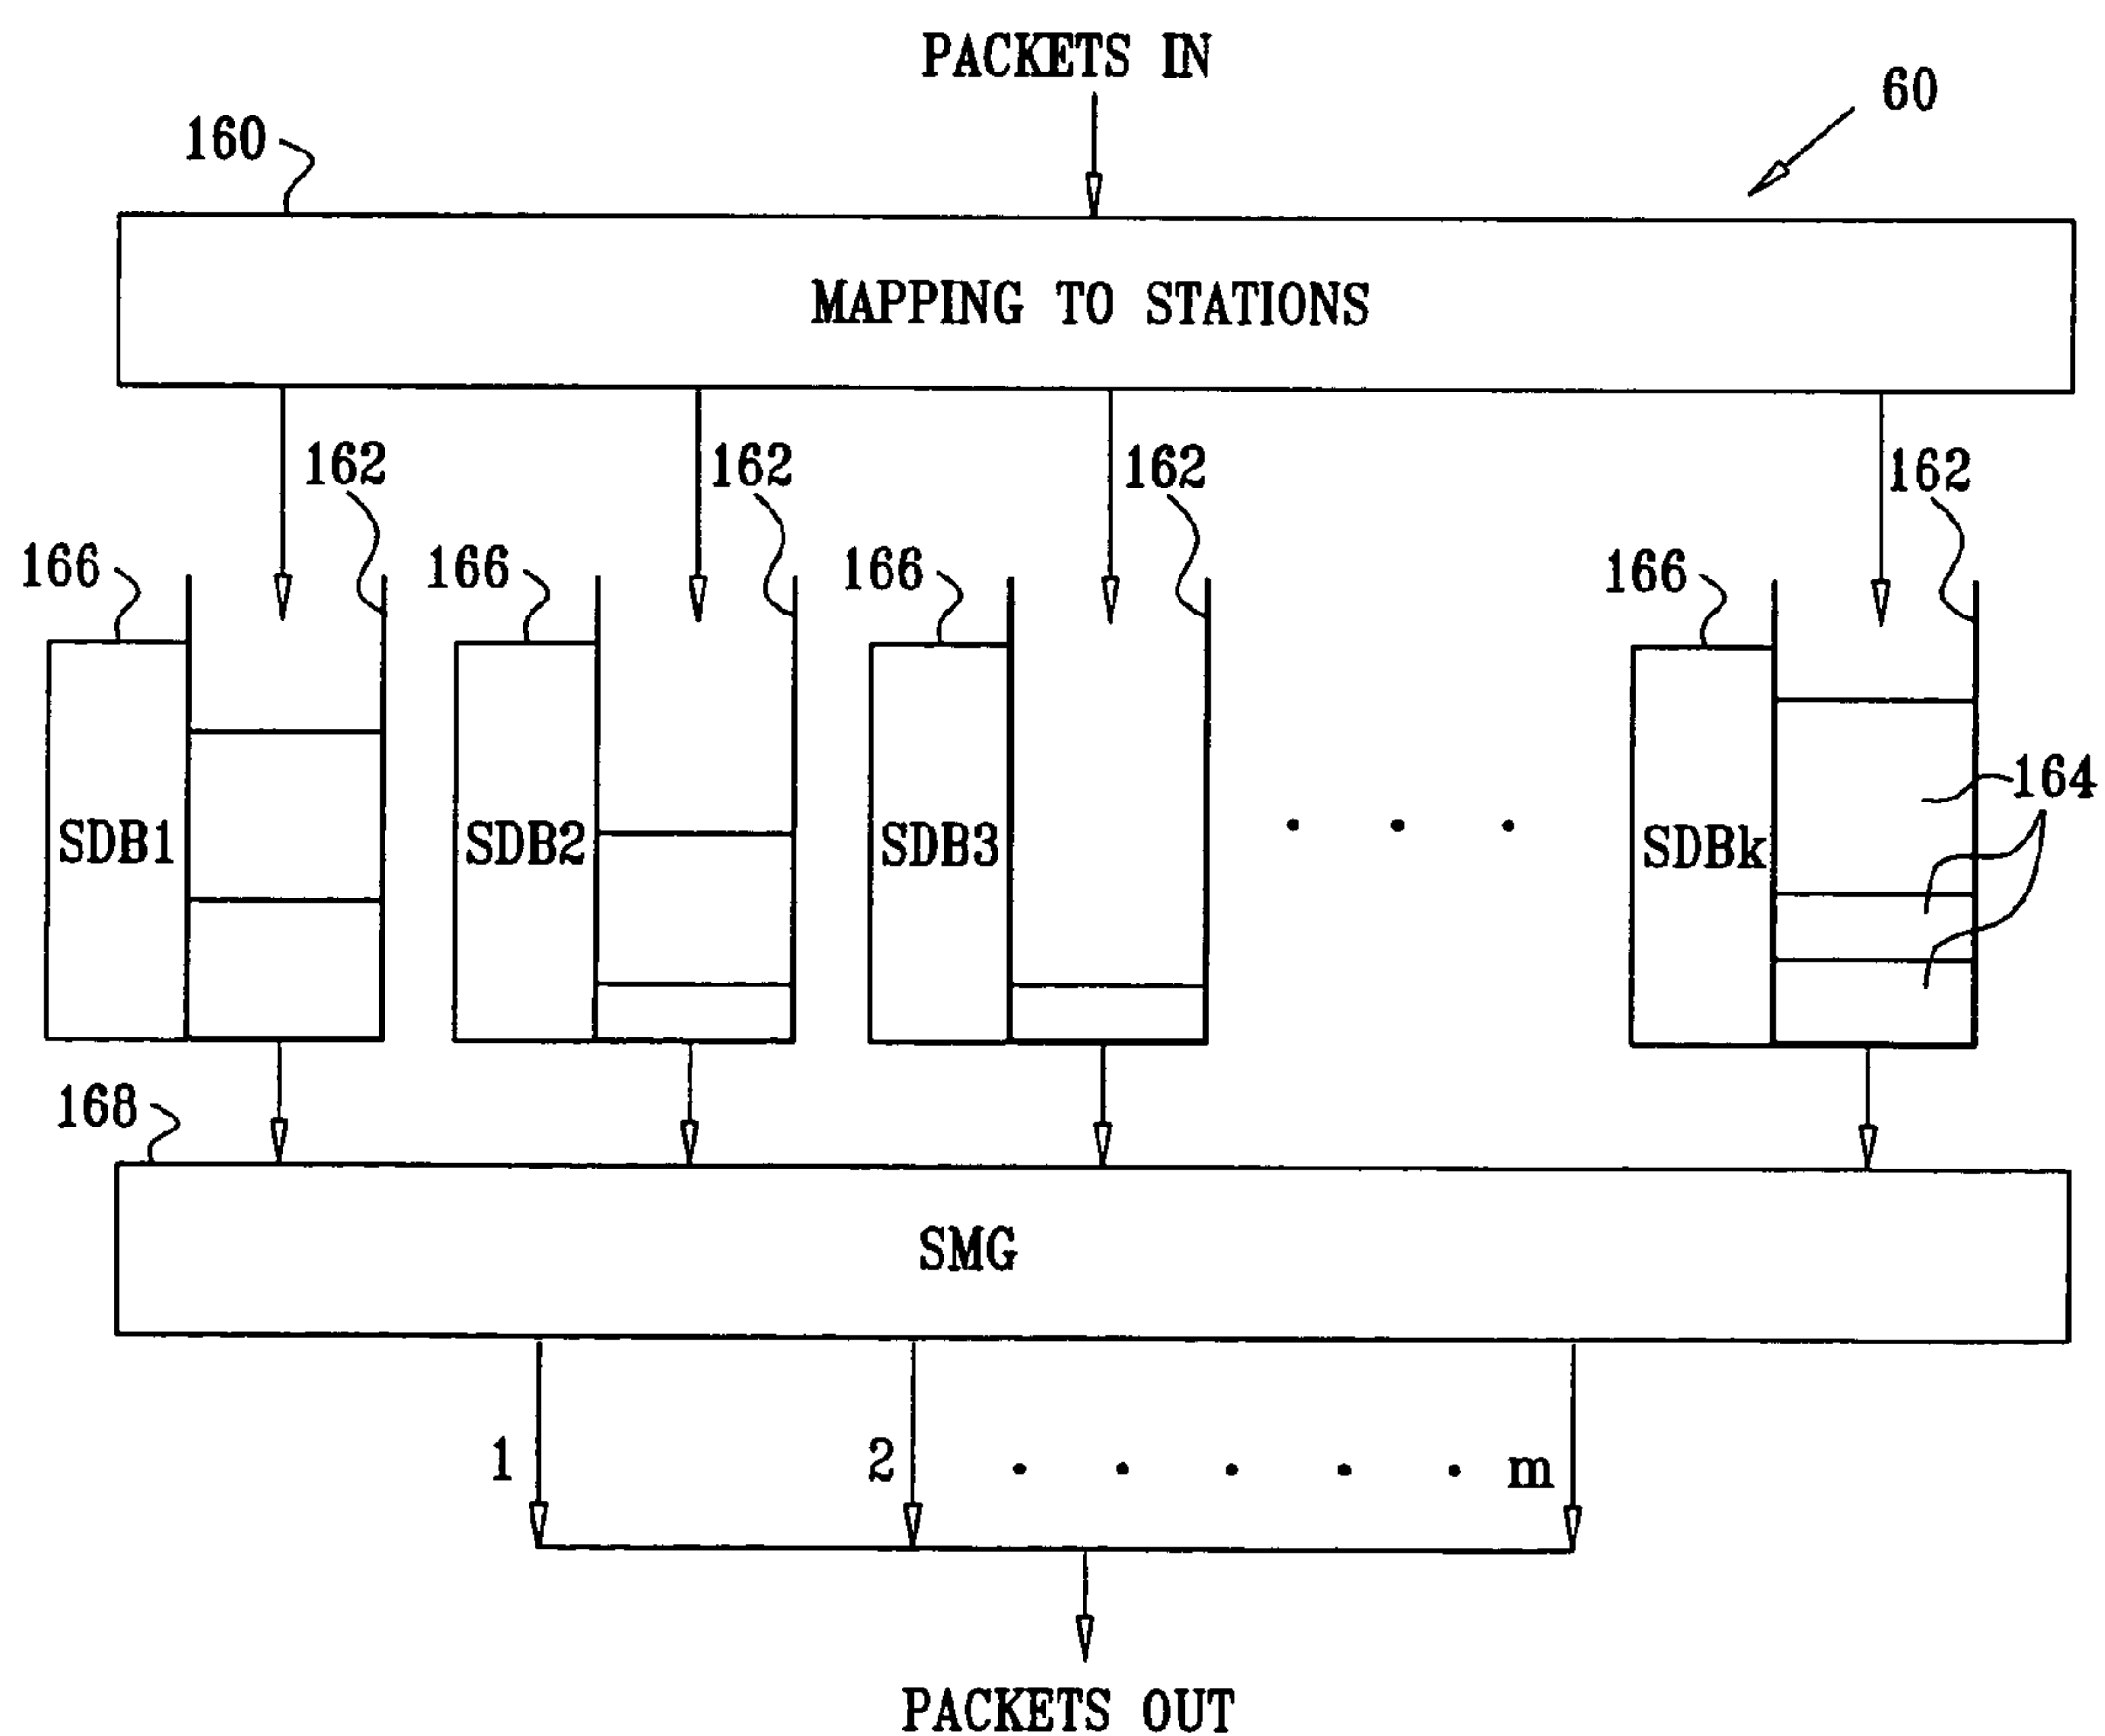 PACKETS IN
60
160
MAPPING TO STATIONS
162
162
162
162
166
166
166
166
164
SDB1
SDB2
SDB3
. . .
SDBk
168
SMG
1
2
. . . . .
m
PACKETS OUT